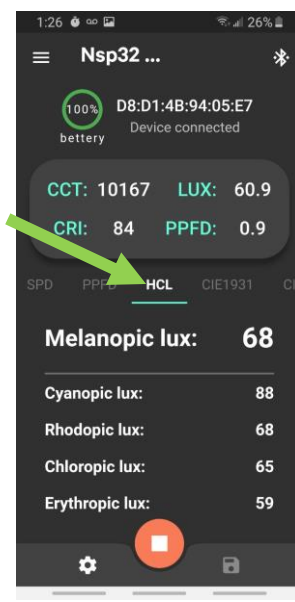 1:26 26%
Nsp32 ...
100% D8:D1:4B:94:05:E7
bettery Device connected
CCT: 10167 LUX: 60.9
CRI: 84 PPFD: 0.9
SPD PPFD HCL CIE1931 CI
Melanopic lux: 68
Cyanopic lux: 88
Rhodopic lux: 68
Chloropic lux: 65
Erythropic lux: 59